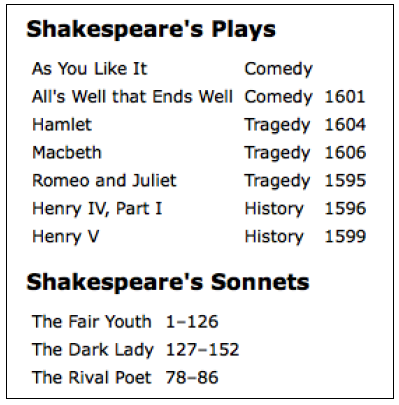 Shakespeare's Plays
As You Like It Comedy
All's Well that Ends Well Comedy 1601
Hamlet Tragedy 1604
Macbeth Tragedy 1606
Romeo and Juliet Tragedy 1595
Henry IV, Part I History 1596
Henry V History 1599
Shakespeare's Sonnets
The Fair Youth 1–126
The Dark Lady 127–152
The Rival Poet 78–86